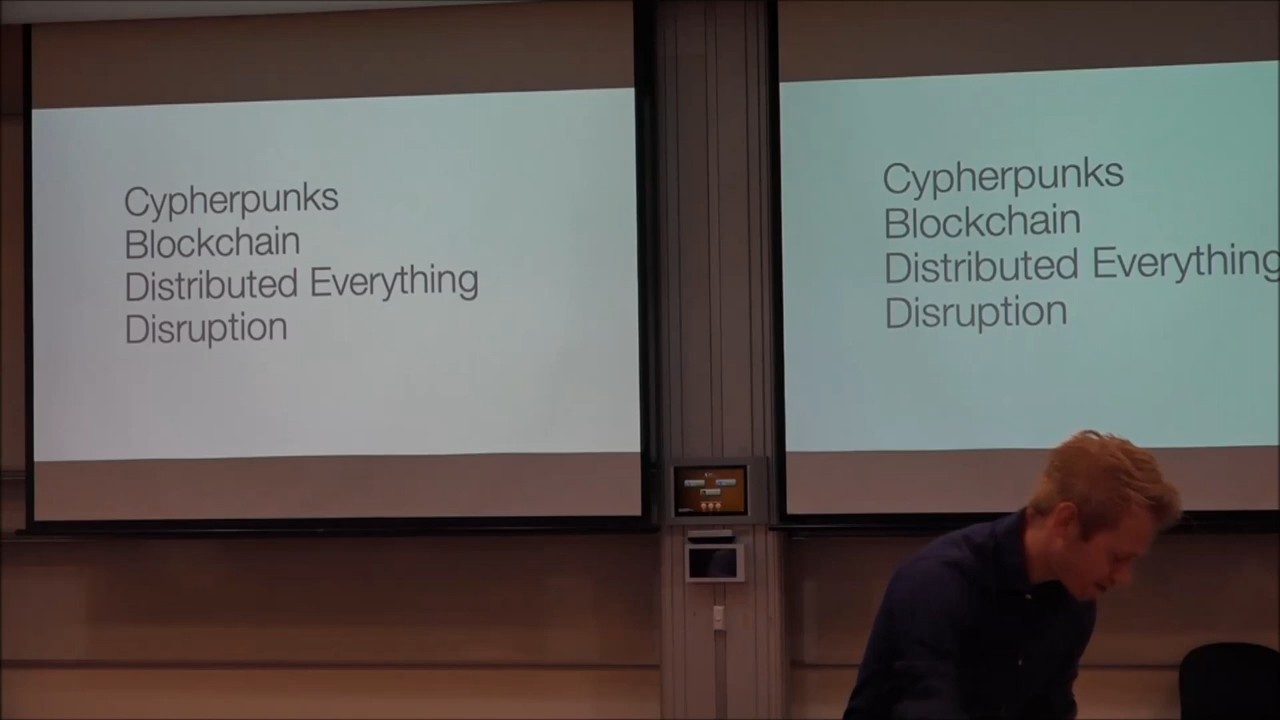 Cypherpunks
Blockchain
Distributed Everything
Disruption
Cypherpunks
Blockchain
Distributed Everything
Disruption